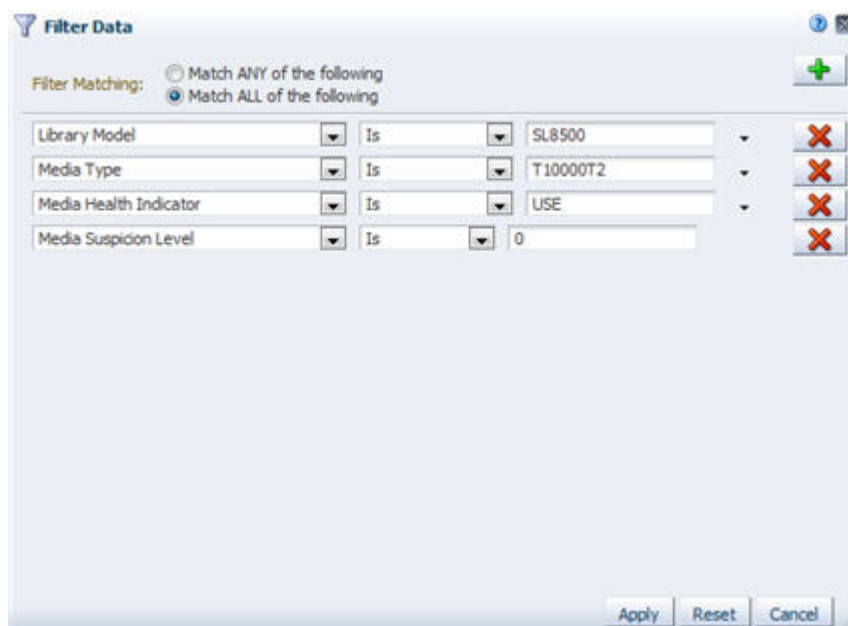 Filter Data
Filter Matching:
Match ANY of the following
Match ALL of the following
Library Model Is SL8500
Media Type Is T10000T2
Media Health Indicator Is USE
Media Suspicion Level Is 0
Apply Reset Cancel